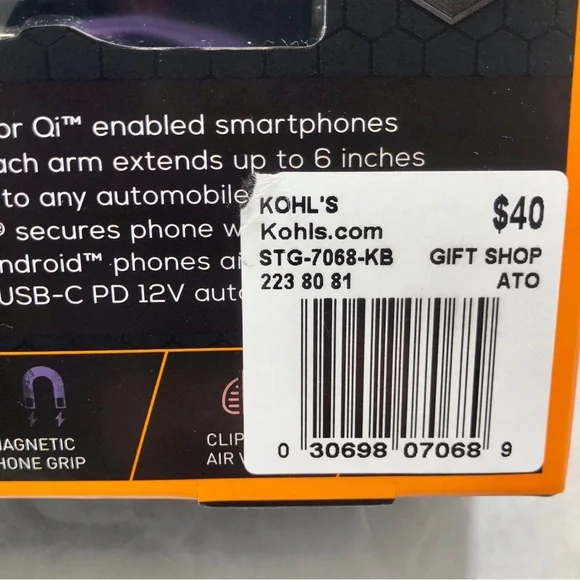 or Qi™ enabled smartphones
ach arm extends up to 6 inches
to any automobile
secures phone w
ndroid™ phones ai
USB-C PD 12V aut
KOHL'S
$40
Kohls.com
STG-7068-KB GIFT SHOP
223 80 81 ATO
0 30698 07068 9
AGNETIC
HONE GRIP
CLIP
AIR V